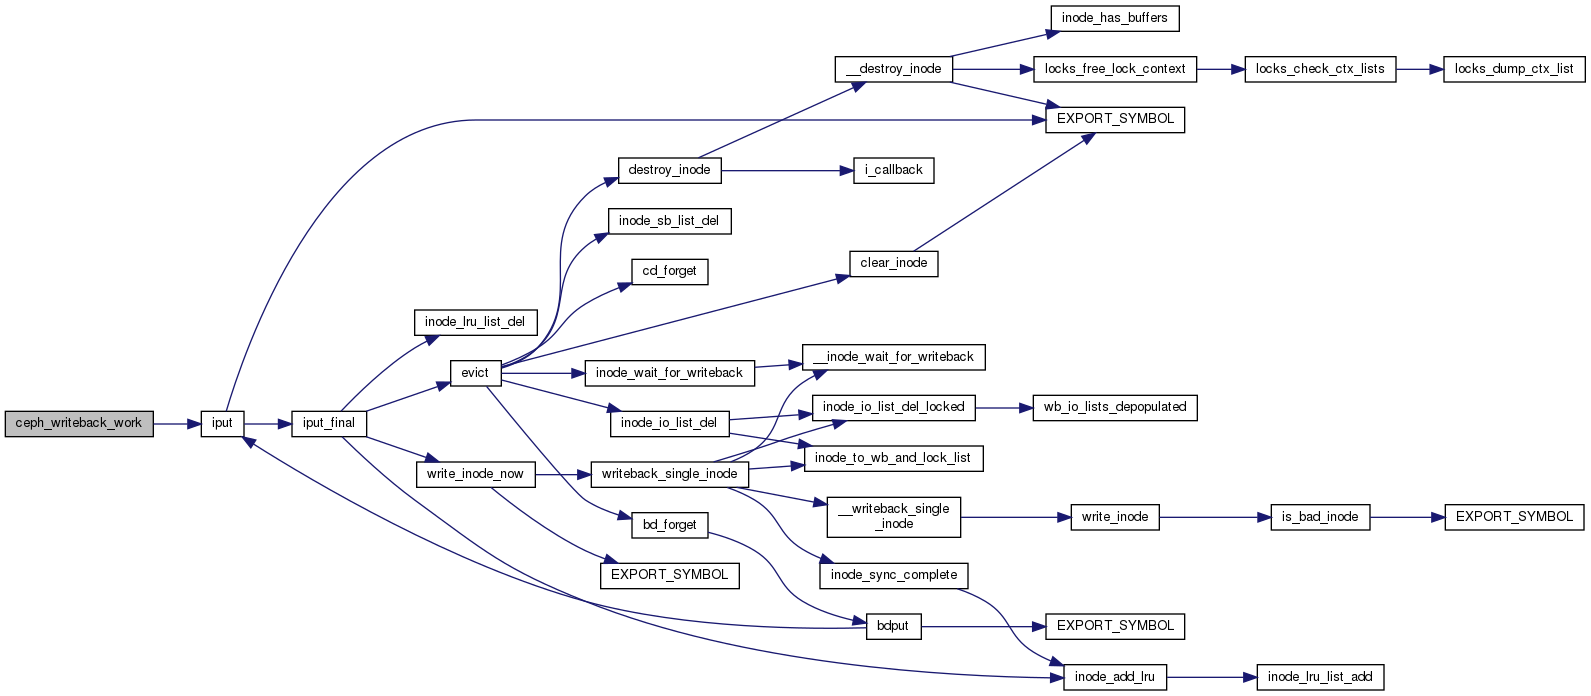 inode_has_buffers
__destroy_inode
locks_free_lock_context
locks_check_ctx_lists
locks_dump_ctx_list
EXPORT_SYMBOL
destroy_inode
i_callback
inode_sb_list_del
clear_inode
cd_forget
inode_lru_list_del
__inode_wait_for_writeback
evict
inode_wait_for_writeback
inode_io_list_del_locked
wb_io_lists_depopulated
ceph_writeback_work
iput
iput_final
inode_io_list_del
inode_to_wb_and_lock_list
write_inode_now
writeback_single_inode
__writeback_single
_inode
write_inode
is_bad_inode
EXPORT_SYMBOL
bd_forget
EXPORT_SYMBOL
inode_sync_complete
bdput
EXPORT_SYMBOL
inode_add_lru
inode_lru_list_add